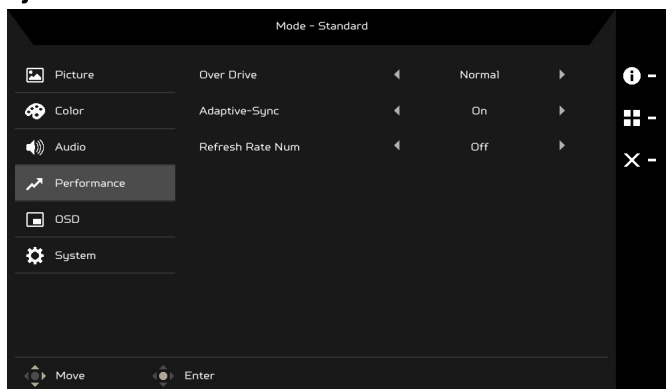 Mode - Standard
Picture
Over Drive Normal
Color
Adaptive-Sync On
Audio
Refresh Rate Num Off
Performance
OSD
System
Move Enter